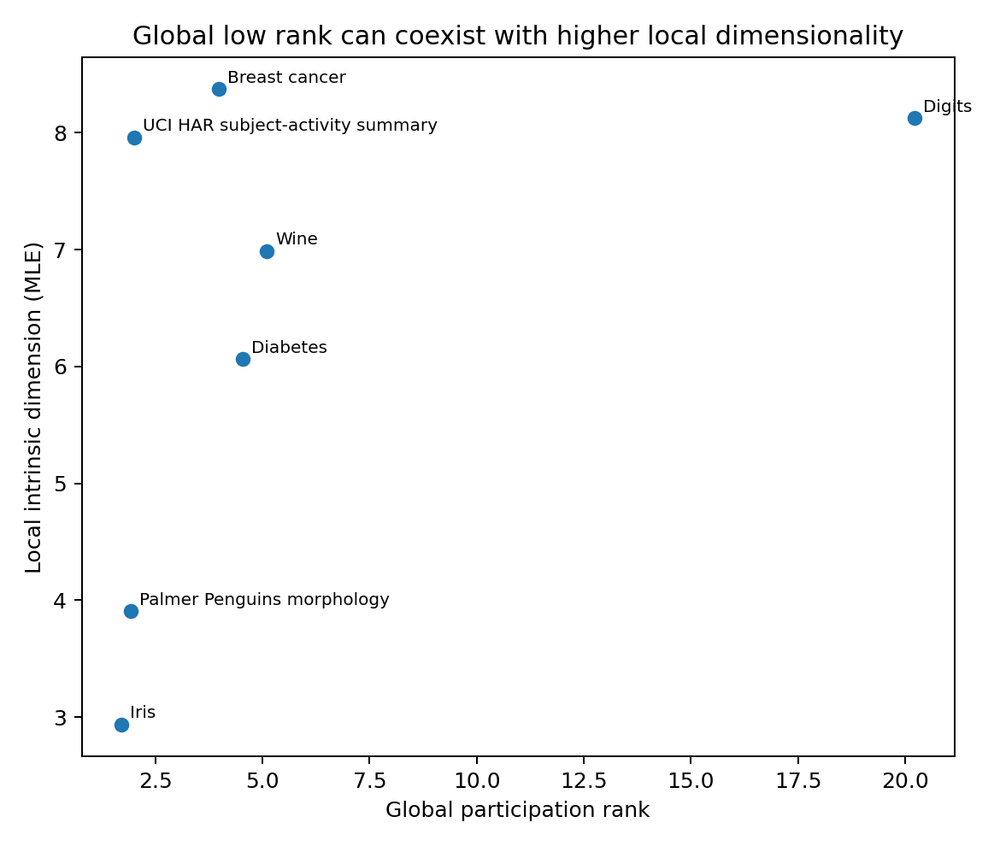 Global low rank can coexist with higher local dimensionality
Breast cancer
Digits
UCI HAR subject-activity summary
Wine
Diabetes
Palmer Penguins morphology
Iris
8
7
6
5
4
3
Local intrinsic dimension (MLE)
2.5 5.0 7.5 10.0 12.5 15.0 17.5 20.0
Global participation rank